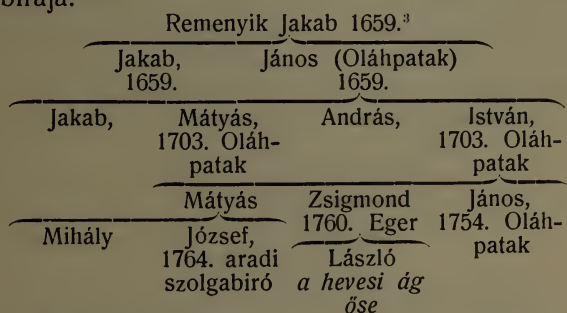 bírája.
Remenyik Jakab 1659.³
Jakab, János (Oláhpatak)
1659. 1659.
Jakab, Mátyás, András, István,
1703. Oláh- 1703. Oláh-
patak patak
Mátyás Zsigmond János,
Mihály József, 1760. Eger 1754. Oláh-
1764. aradi László patak
szolgabiró a hevesi ág
őse